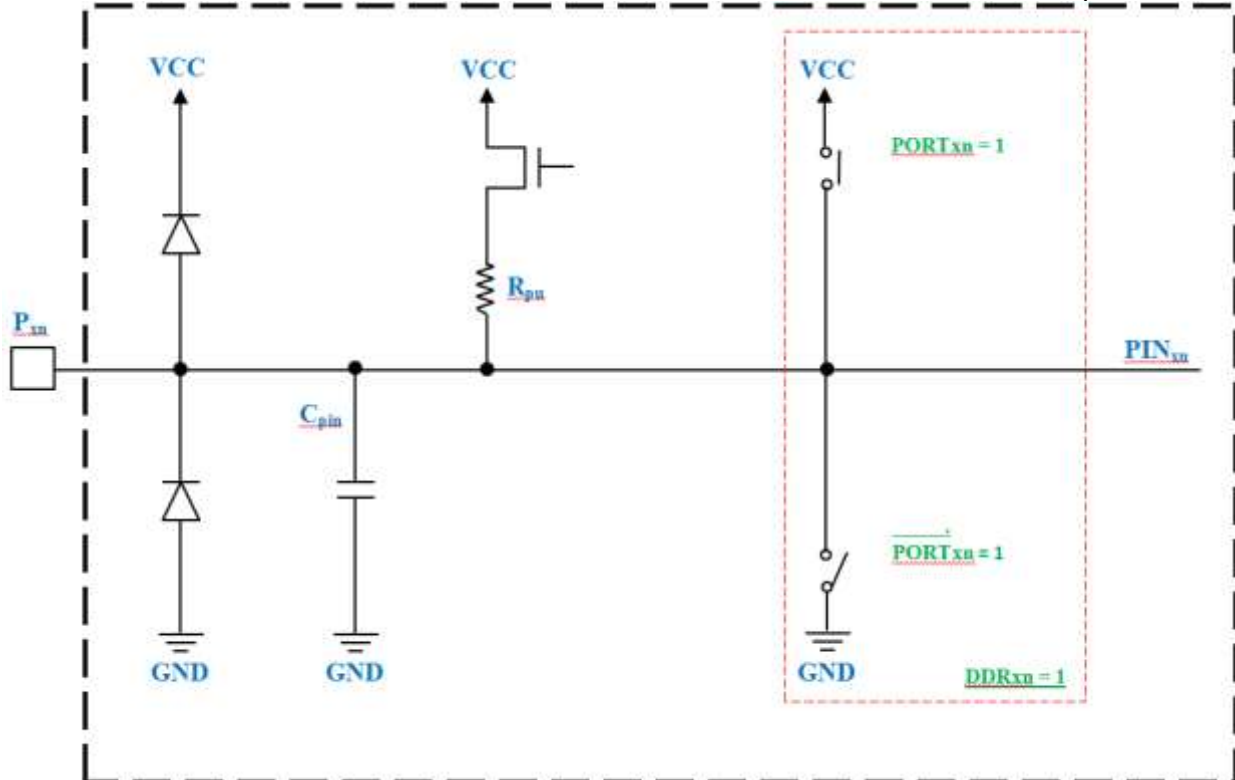 VCC
VCC
VCC
PORTxn = 1
Rpu
Pxn
PINxn
Cpin
PORTxn = 1
GND
GND
GND
DDRxn = 1